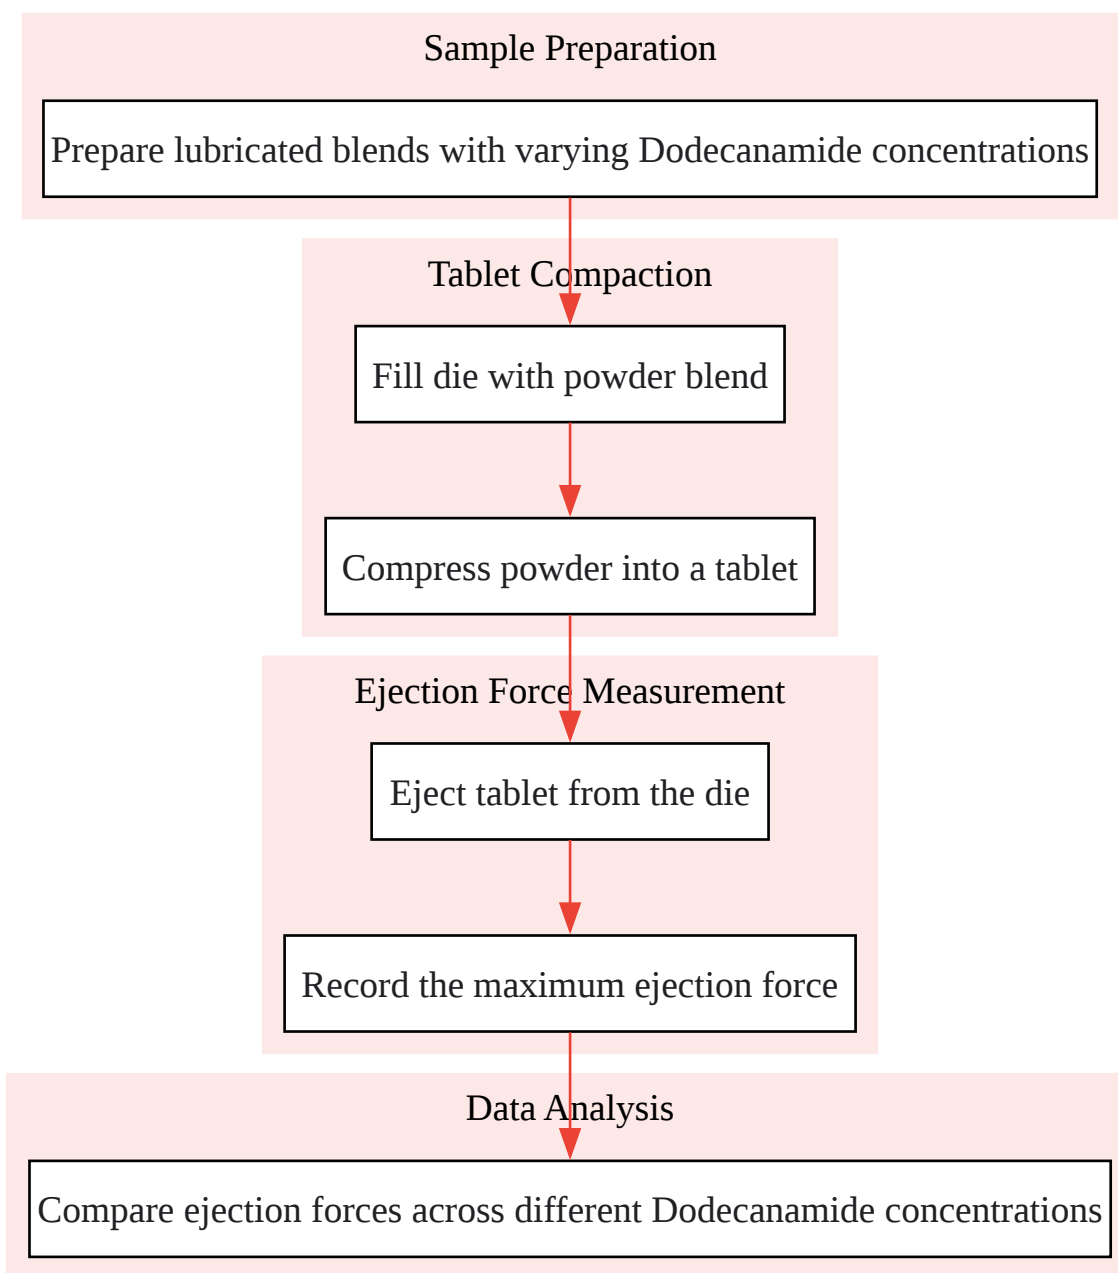 Sample Preparation
Prepare lubricated blends with varying Dodecanamide concentrations
Tablet Compaction
Fill die with powder blend
Compress powder into a tablet
Ejection Force Measurement
Eject tablet from the die
Record the maximum ejection force
Data Analysis
Compare ejection forces across different Dodecanamide concentrations